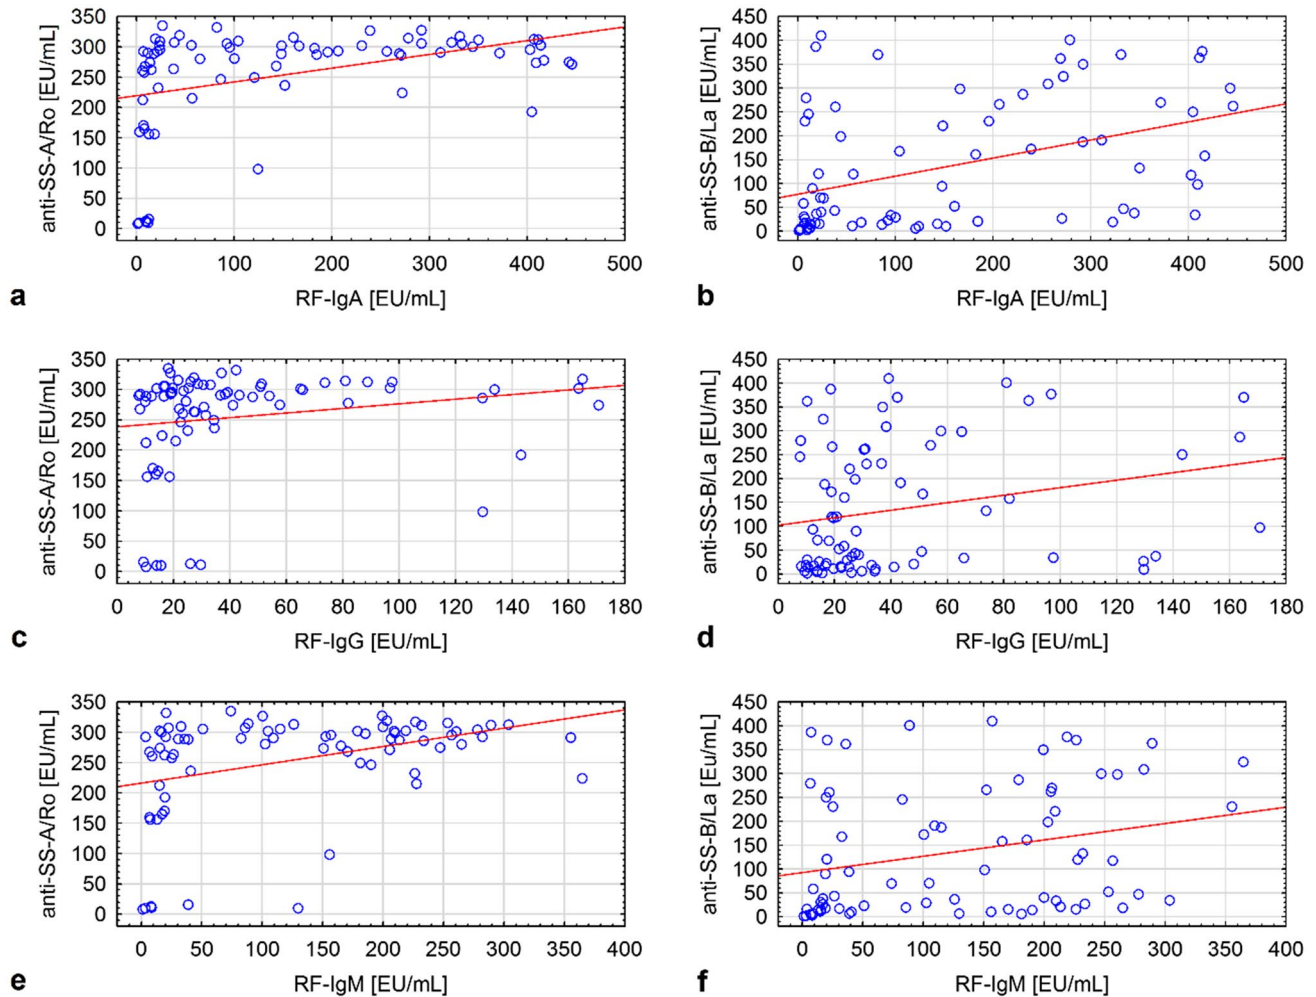 350
300
250
200
150
100
50
0
anti-SS-A/Ro [EU/mL]
0 100 200 300 400 500
RF-IgA [EU/mL]
a
450
400
350
300
250
200
150
100
50
0
anti-SS-B/La [EU/mL]
0 100 200 300 400 500
RF-IgA [EU/mL]
b
350
300
250
200
150
100
50
0
anti-SS-A/Ro [EU/mL]
0 20 40 60 80 100 120 140 160 180
RF-IgG [EU/mL]
c
450
400
350
300
250
200
150
100
50
0
anti-SS-B/La [EU/mL]
0 20 40 60 80 100 120 140 160 180
RF-IgG [EU/mL]
d
350
300
250
200
150
100
50
0
anti-SS-A/Ro [EU/mL]
0 50 100 150 200 250 300 350 400
RF-IgM [EU/mL]
e
450
400
350
300
250
200
150
100
50
0
anti-SS-B/La [Eu/mL]
0 50 100 150 200 250 300 350 400
RF-IgM [EU/mL]
f